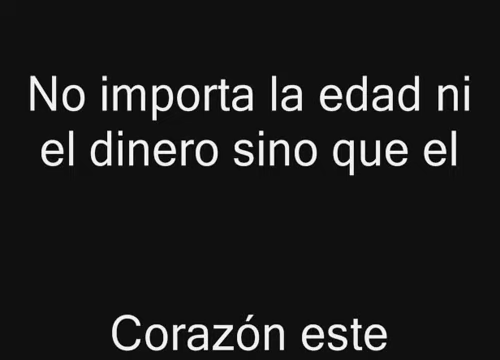 No importa la edad ni
el dinero sino que el
Corazón este